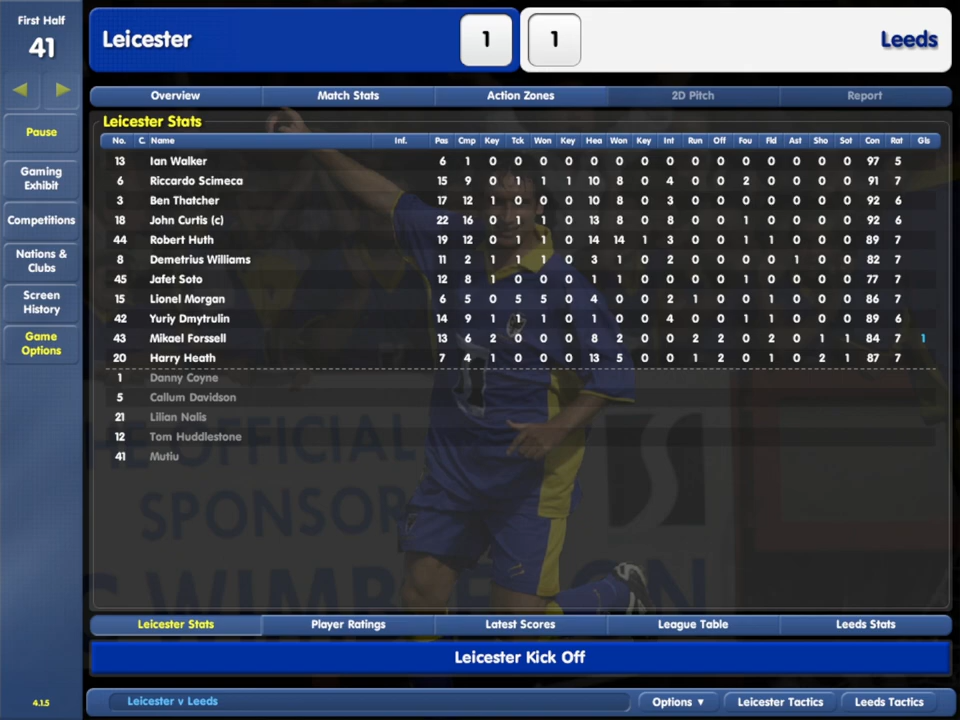 First Half
41
Leicester 1 1 Leeds
Overview Match Stats Action Zones 2D Pitch Report
Pause
Gaming
Exhibit
Competitions
Nations &
Clubs
Screen
History
Game
Options
Leicester Stats
No. C. Name Inf. Pas Cmp Key Tck Won Key Hea Won Key Int Run Off Fou Fld Ast Sho Sot Con Rat Gls
13 Ian Walker 6 1 0 0 0 0 0 0 0 0 0 0 0 0 0 0 0 97 5
6 Riccardo Scimeca 15 9 0 1 1 1 10 8 0 4 0 0 2 0 0 0 0 91 7
3 Ben Thatcher 17 12 1 0 0 0 10 8 0 3 0 0 0 0 0 0 0 92 6
18 John Curtis (c) 22 16 0 1 1 0 13 8 0 8 0 0 1 0 0 0 0 92 6
44 Robert Huth 19 12 0 1 1 0 14 14 1 3 0 0 1 1 0 0 0 89 7
8 Demetrius Williams 11 2 1 1 1 0 3 1 0 2 0 0 0 0 1 0 0 82 7
45 Jafet Soto 12 8 1 0 0 0 1 1 0 0 0 0 1 0 0 0 0 77 7
15 Lionel Morgan 6 5 0 5 5 0 4 0 0 2 1 0 0 1 0 0 0 86 7
42 Yuriy Dmytrulin 14 9 1 1 1 0 1 0 0 4 0 0 1 1 0 0 0 89 6
43 Mikael Forssell 13 6 2 0 0 0 8 2 0 0 2 2 0 2 0 1 1 84 7 1
20 Harry Heath 7 4 1 0 0 0 13 5 0 0 1 2 0 1 0 2 1 87 7
1 Danny Coyne
5 Callum Davidson
21 Lilian Nalis
12 Tom Huddlestone
41 Mutiu
HE OFFICIAL
SPONSOR
C WIMBLEDON
Leicester Stats Player Ratings Latest Scores League Table Leeds Stats
Leicester Kick Off
4.1.5
Leicester v Leeds Options ▼ Leicester Tactics Leeds Tactics